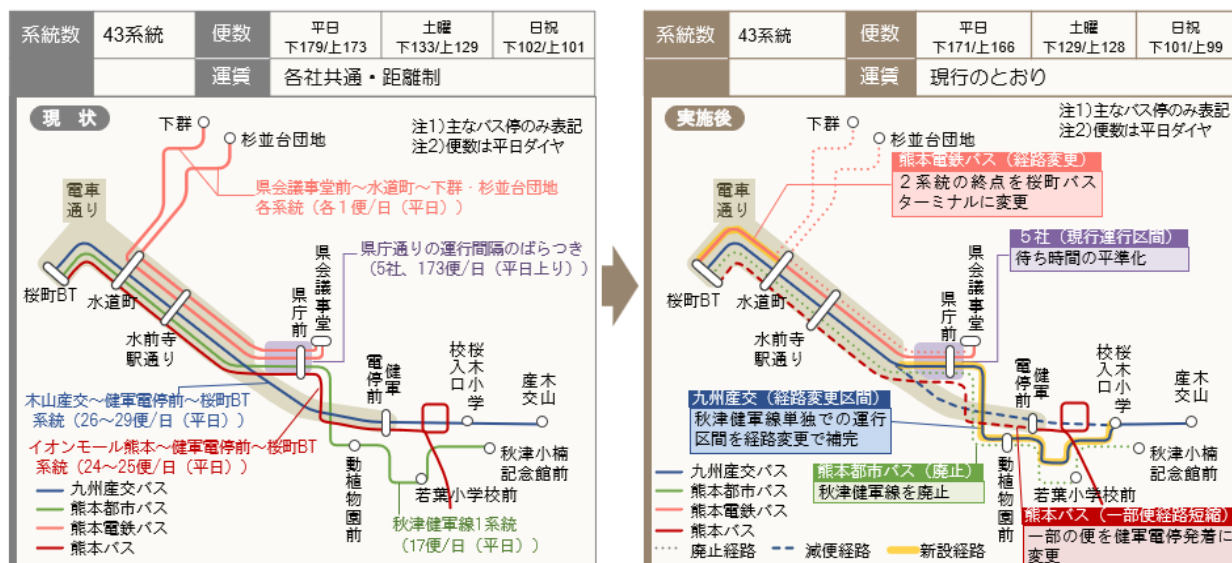 系統数 43系統 便数 平日 土曜 日祝
下179/上173 下133/上129 下102/上101
運賃 各社共通・距離制
現 状
注1)主なバス停のみ表記
注2)便数は平日ダイヤ
下群
杉並台団地
電車
通り
県会議事堂前～水道町～下群・杉並台団地
各系統（各１便/日（平日））
県庁通りの運行間隔のばらつき
（5社、173便/日（平日上り））
桜町BT
水道町
水前寺
駅通り
県庁前
県会議事堂
健軍
電停前
桜木小学
校入口
木山
産交
木山産交～健軍電停前～桜町BT
系統（26～29便/日（平日））
イオンモール熊本～健軍電停前～桜町BT
系統（24～25便/日（平日））
秋津小楠
記念館前
動植物園前
若葉小学校前
秋津健軍線1系統
（17便/日（平日））
九州産交バス
熊本都市バス
熊本電鉄バス
熊本バス
系統数 43系統 便数 平日 土曜 日祝
下171/上166 下129/上128 下101/上99
運賃 現行のとおり
実施後
注1)主なバス停のみ表記
注2)便数は平日ダイヤ
下群
杉並台団地
熊本電鉄バス（経路変更）
２系統の終点を桜町バス
ターミナルに変更
電車
通り
５社（現行運行区間）
待ち時間の平準化
桜町BT
水道町
水前寺
駅通り
県庁前
県会議事堂
健軍
電停前
桜木小学
校入口
木山
産交
九州産交（経路変更区間）
秋津健軍線単独での運行
区間を経路変更で補完
熊本都市バス（廃止）
秋津健軍線を廃止
秋津小楠
記念館前
動植物園前
若葉小学校前
熊本バス（一部便経路短縮）
一部の便を健軍電停発着に
変更
九州産交バス
熊本都市バス
熊本電鉄バス
熊本バス
廃止経路 減便経路 新設経路